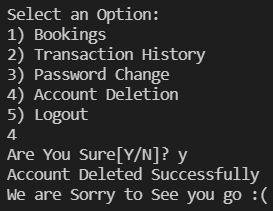 Select an Option:
1) Bookings
2) Transaction History
3) Password Change
4) Account Deletion
5) Logout
4
Are You Sure[Y/N]? y
Account Deleted Successfully
We are Sorry to See you go :(